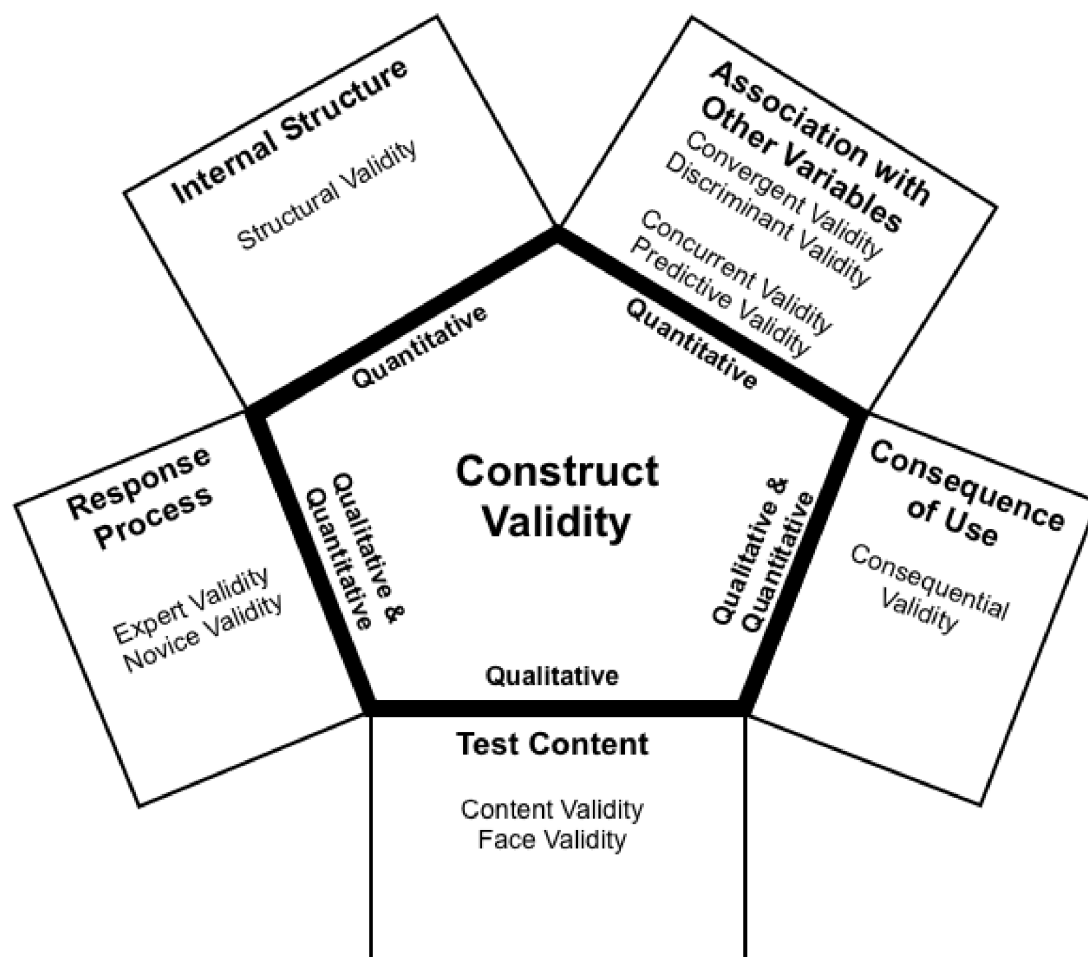 Internal Structure
Structural Validity
Quantitative
Association with
Other Variables
Convergent Validity
Discriminant Validity
Concurrent Validity
Predictive Validity
Quantitative
Response
Process
Expert Validity
Novice Validity
Qualitative &
Quantitative
Construct
Validity
Qualitative &
Quantitative
Consequence
of Use
Consequential
Validity
Qualitative
Test Content
Content Validity
Face Validity